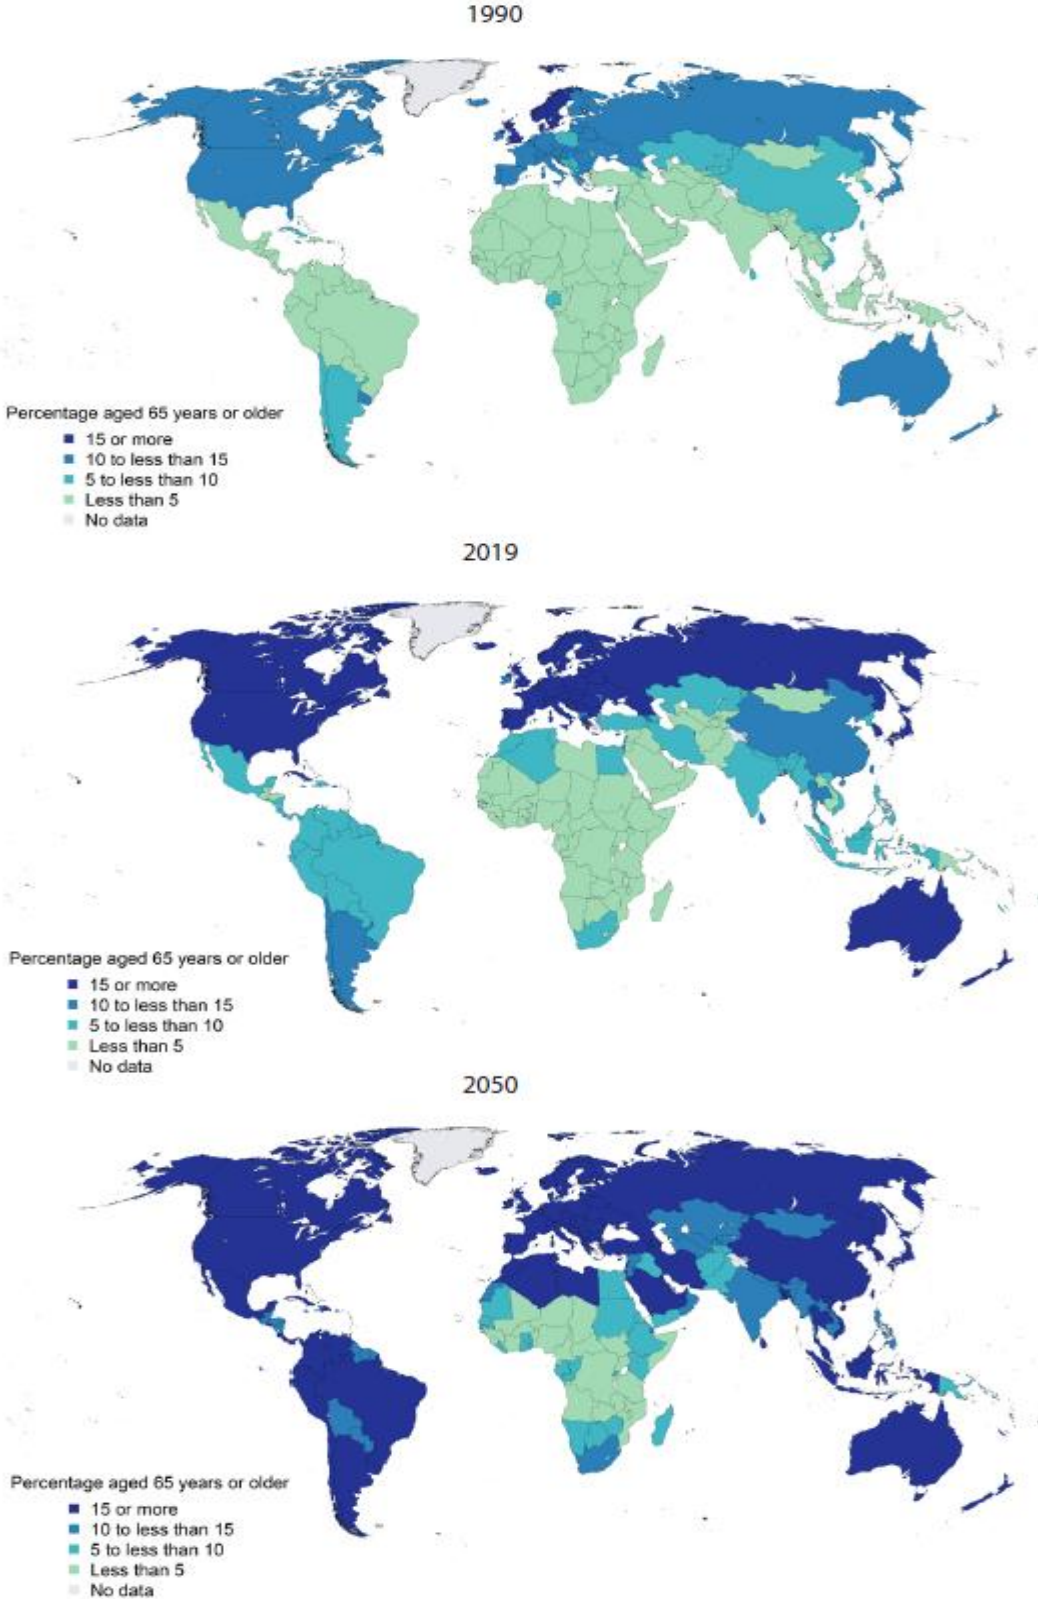 1990
Percentage aged 65 years or older
15 or more
10 to less than 15
5 to less than 10
Less than 5
No data
2019
Percentage aged 65 years or older
15 or more
10 to less than 15
5 to less than 10
Less than 5
No data
2050
Percentage aged 65 years or older
15 or more
10 to less than 15
5 to less than 10
Less than 5
No data